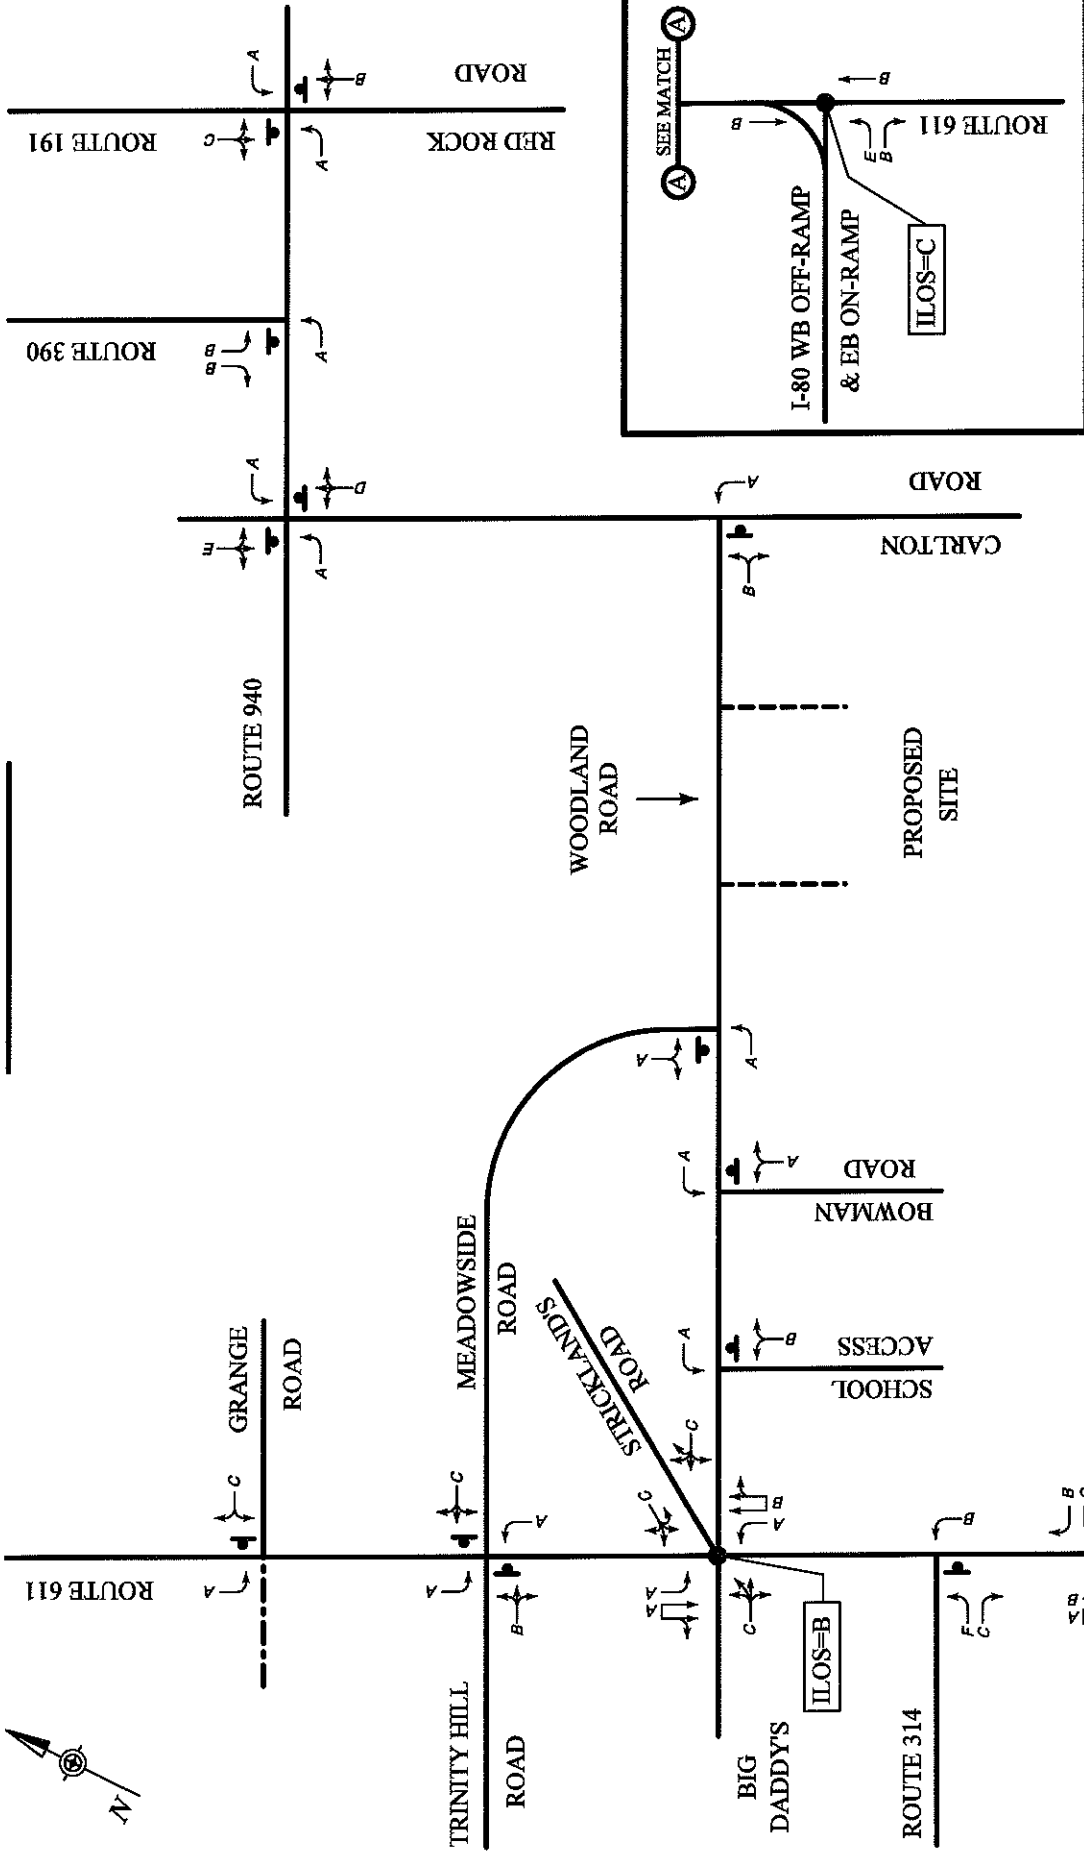 ROUTE 191
RED ROCK
ROAD
A
B
C
A
ROUTE 390
B
B
A
ROUTE 940
A
D
E
A
SEE MATCH
A
A
B
B
E
B
ROUTE 611
I-80 WB OFF-RAMP
& EB ON-RAMP
ILOS=C
CARLTON
ROAD
A
B
WOODLAND
ROAD
PROPOSED
SITE
MEADOWSIDE
ROAD
A
A
BOWMAN
ROAD
A
A
SCHOOL
ACCESS
A
B
STRICKLAND'S
ROAD
C
C
GRANGE
ROAD
C
A
ROUTE 611
C
A
A
B
TRINITY HILL
ROAD
A
A
B
A
C
BIG
DADDY'S
ILOS=B
ROUTE 314
B
F
C
B
A
B
N